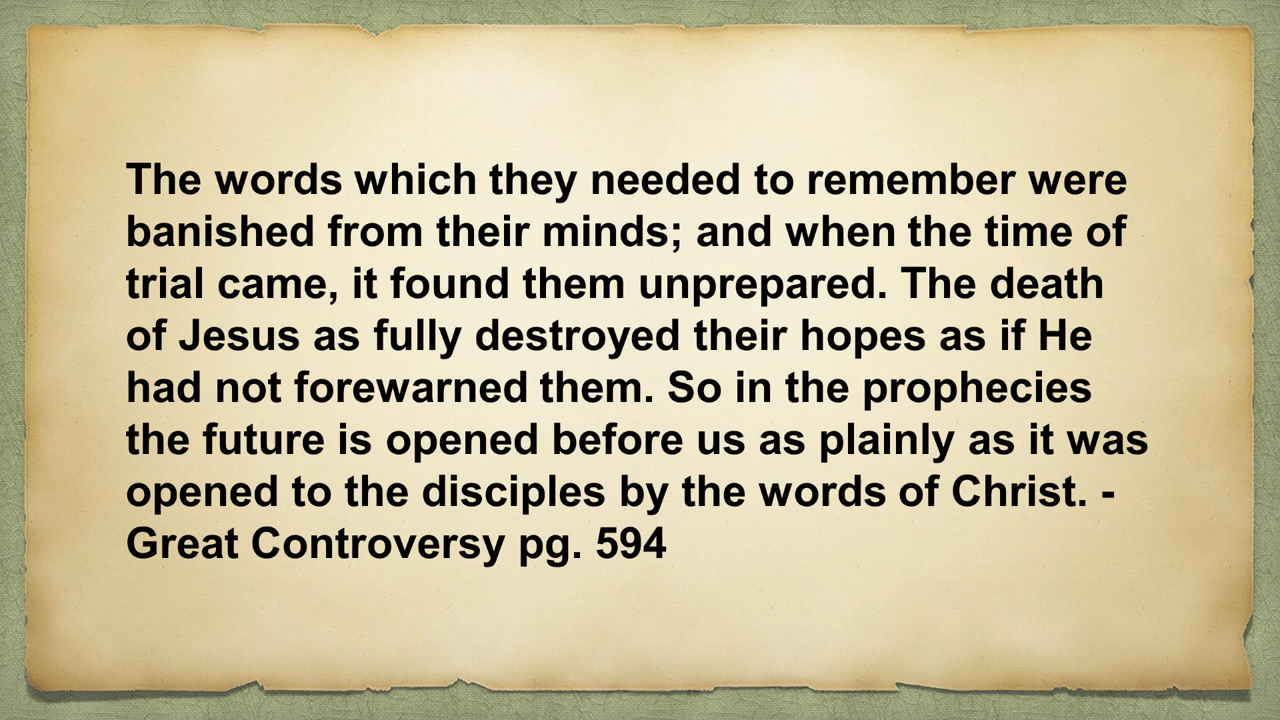 The words which they needed to remember were
banished from their minds; and when the time of
trial came, it found them unprepared. The death
of Jesus as fully destroyed their hopes as if He
had not forewarned them. So in the prophecies
the future is opened before us as plainly as it was
opened to the disciples by the words of Christ. -
Great Controversy pg. 594